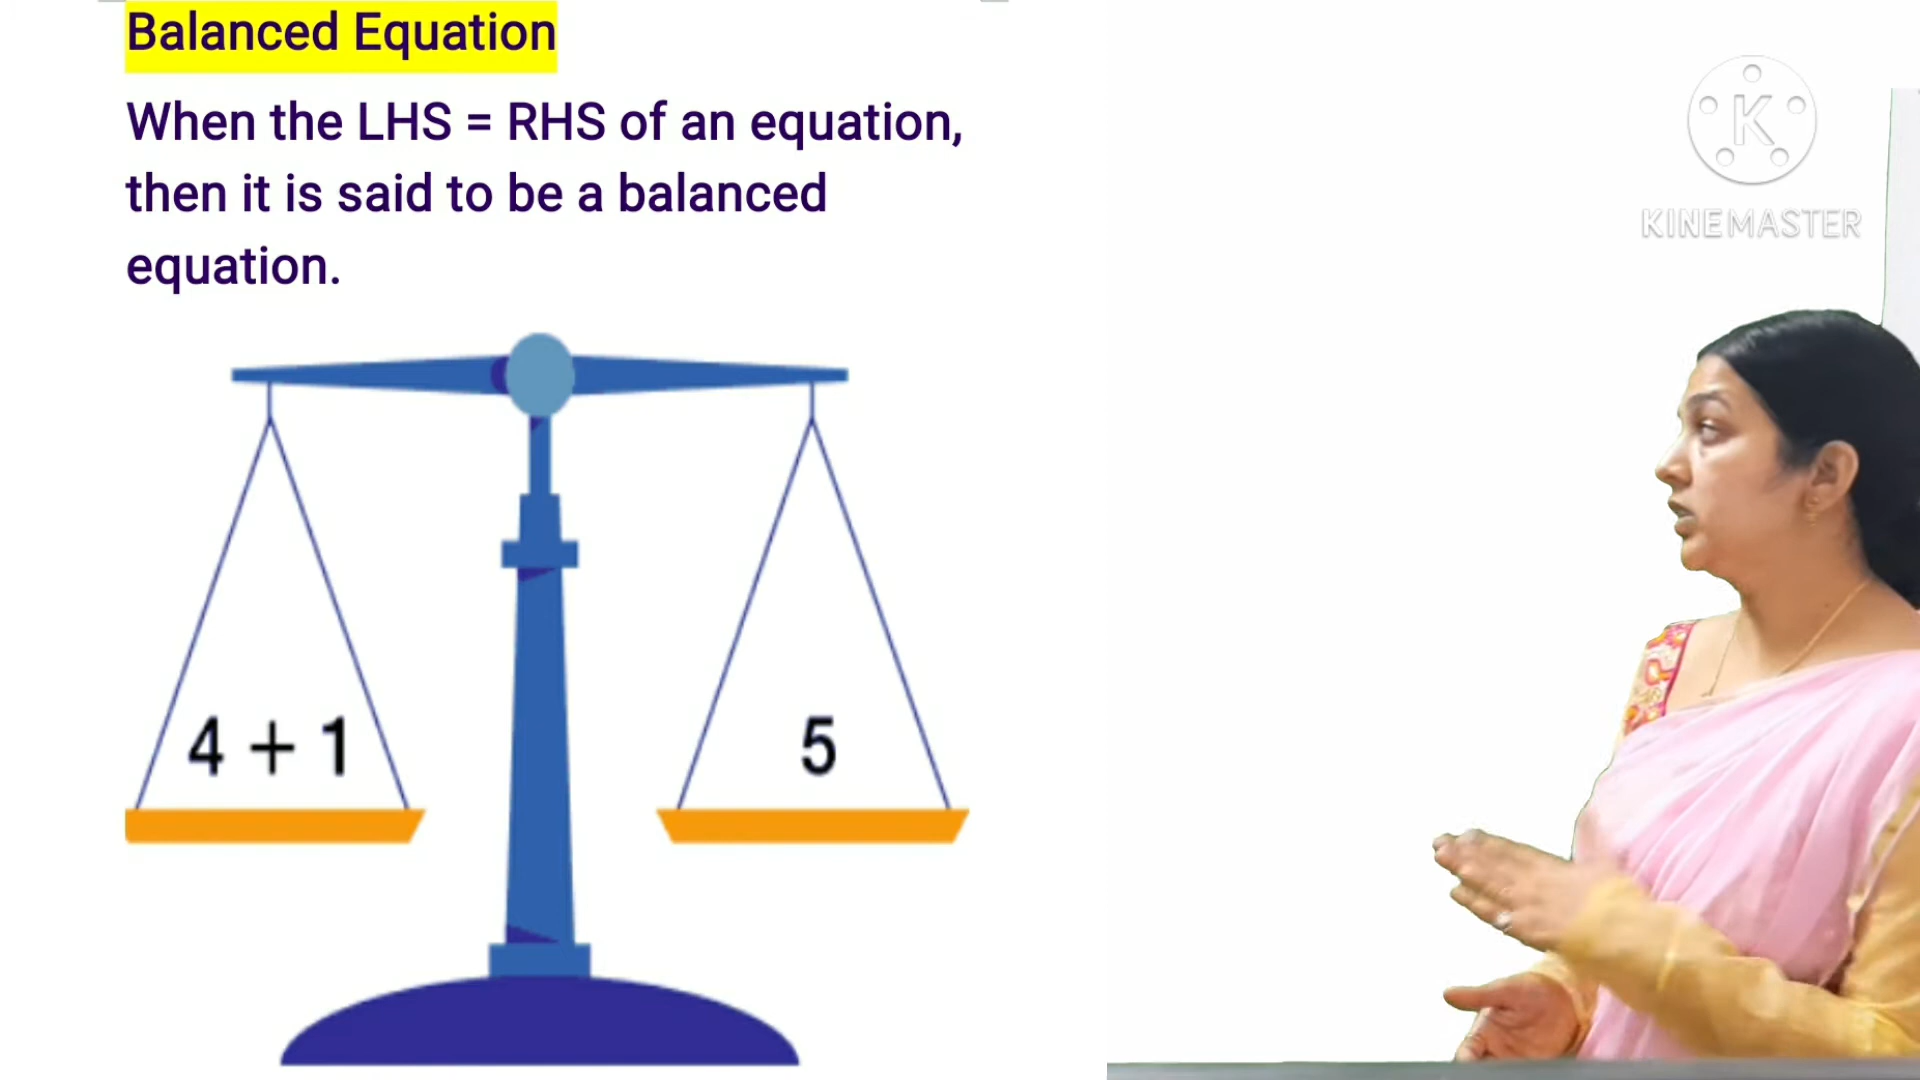 Balanced Equation
When the LHS = RHS of an equation,
then it is said to be a balanced
equation.
K
KINEMASTER
4 + 1
5